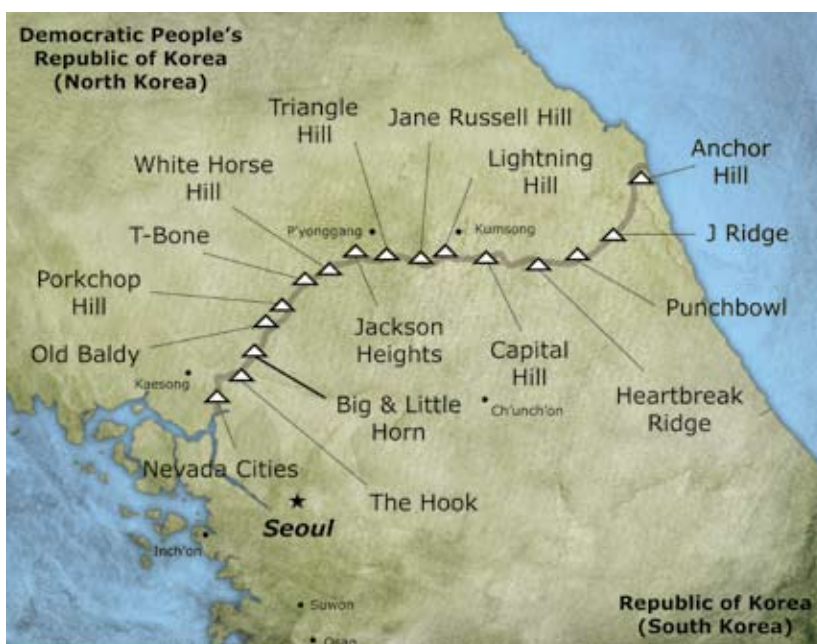 Democratic People's
Republic of Korea
(North Korea)
Triangle
Hill
Jane Russell Hill
Lightning
Hill
Anchor
Hill
White Horse
Hill
P'yonggang
Kumsong
T-Bone
J Ridge
Porkchop
Hill
Punchbowl
Old Baldy
Jackson
Heights
Capital
Hill
Heartbreak
Ridge
Kaesong
Big & Little
Horn
Ch'unch'on
Nevada Cities
The Hook
Seoul
Inch'on
Suwon
Osan
Republic of Korea
(South Korea)